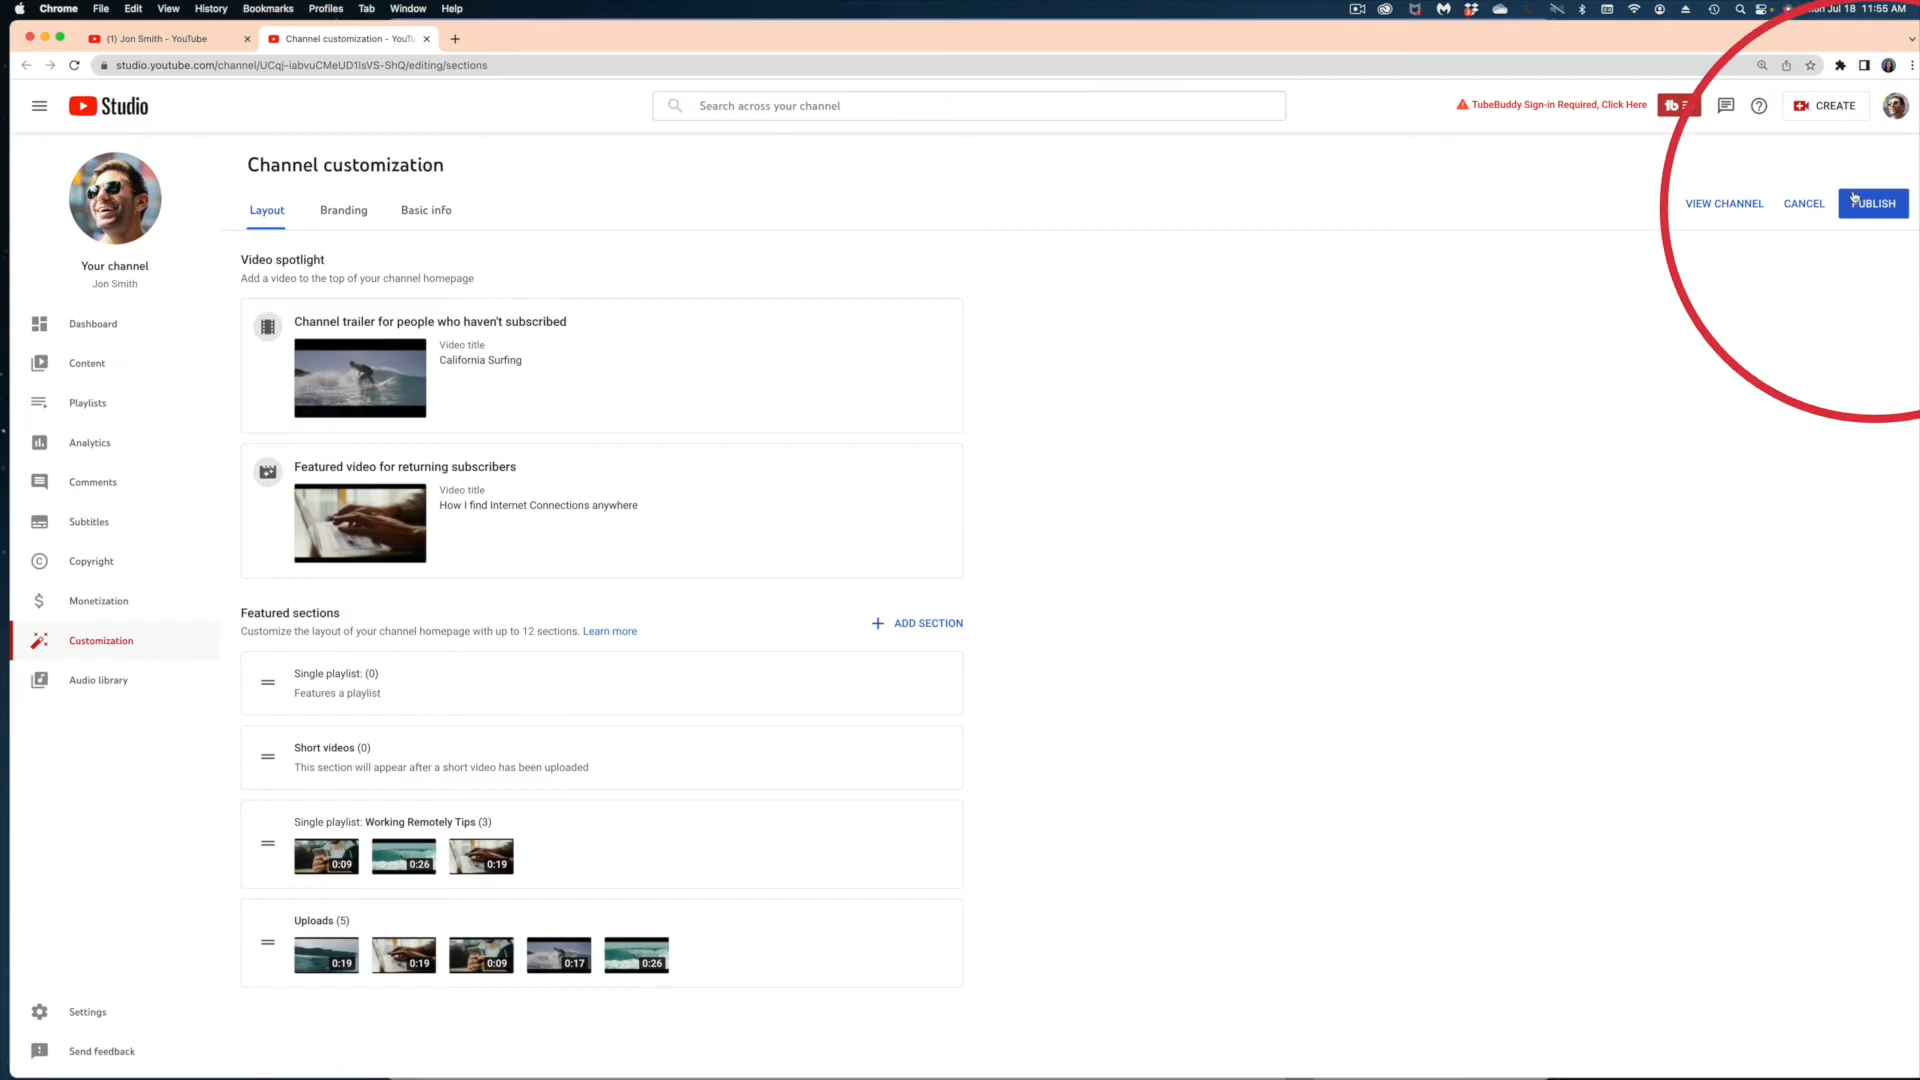 Chrome File Edit View History Bookmarks Profiles Tab Window Help
Jul 18 11:55 AM
(1) Jon Smith - YouTube
Channel customization - YouTu
studio.youtube.com/channel/UCqj-iabvuCMeUD1IsVS-ShQ/editing/sections
Studio
Search across your channel
TubeBuddy Sign-in Required, Click Here
tb
CREATE
Channel customization
Layout Branding Basic info
VIEW CHANNEL CANCEL PUBLISH
Your channel
Jon Smith
Dashboard
Content
Playlists
Analytics
Comments
Subtitles
Copyright
Monetization
Customization
Audio library
Settings
Send feedback
Video spotlight
Add a video to the top of your channel homepage
Channel trailer for people who haven't subscribed
Video title
California Surfing
Featured video for returning subscribers
Video title
How I find Internet Connections anywhere
Featured sections
Customize the layout of your channel homepage with up to 12 sections. Learn more
ADD SECTION
Single playlist: (0)
Features a playlist
Short videos (0)
This section will appear after a short video has been uploaded
Single playlist: Working Remotely Tips (3)
0:09 0:26 0:19
Uploads (5)
0:19 0:19 0:09 0:17 0:26